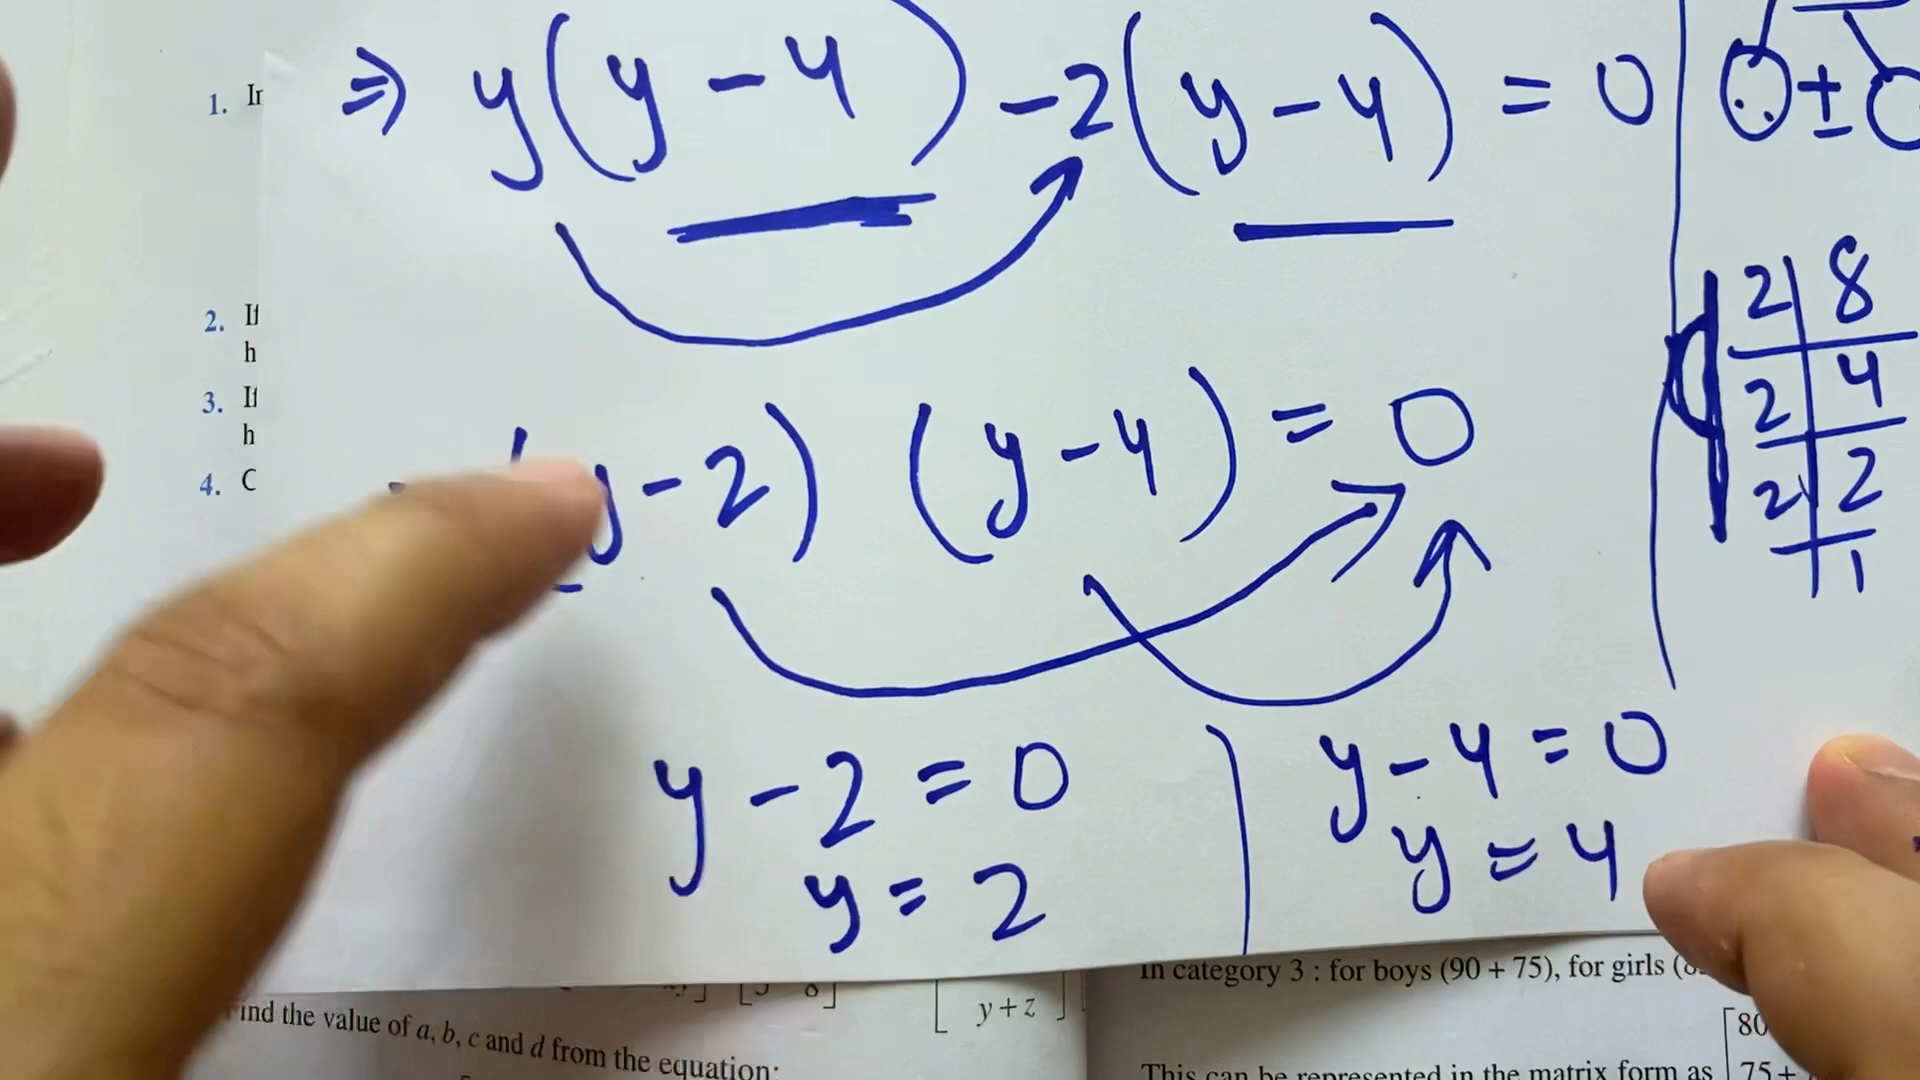 1. In
⇒ y(y - 4) -2(y - 4) = 0
±
2. If
h
3. If
h
4. C
2 | 8
2 | 4
2 | 2
1
(y - 2) (y - 4) = 0
y - 2 = 0
y = 2
y - 4 = 0
y = 4
y + z
ind the value of a, b, c and d from the equation:
In category 3 : for boys (90 + 75), for girls (
This can be represented in the matrix form as
80
75 +